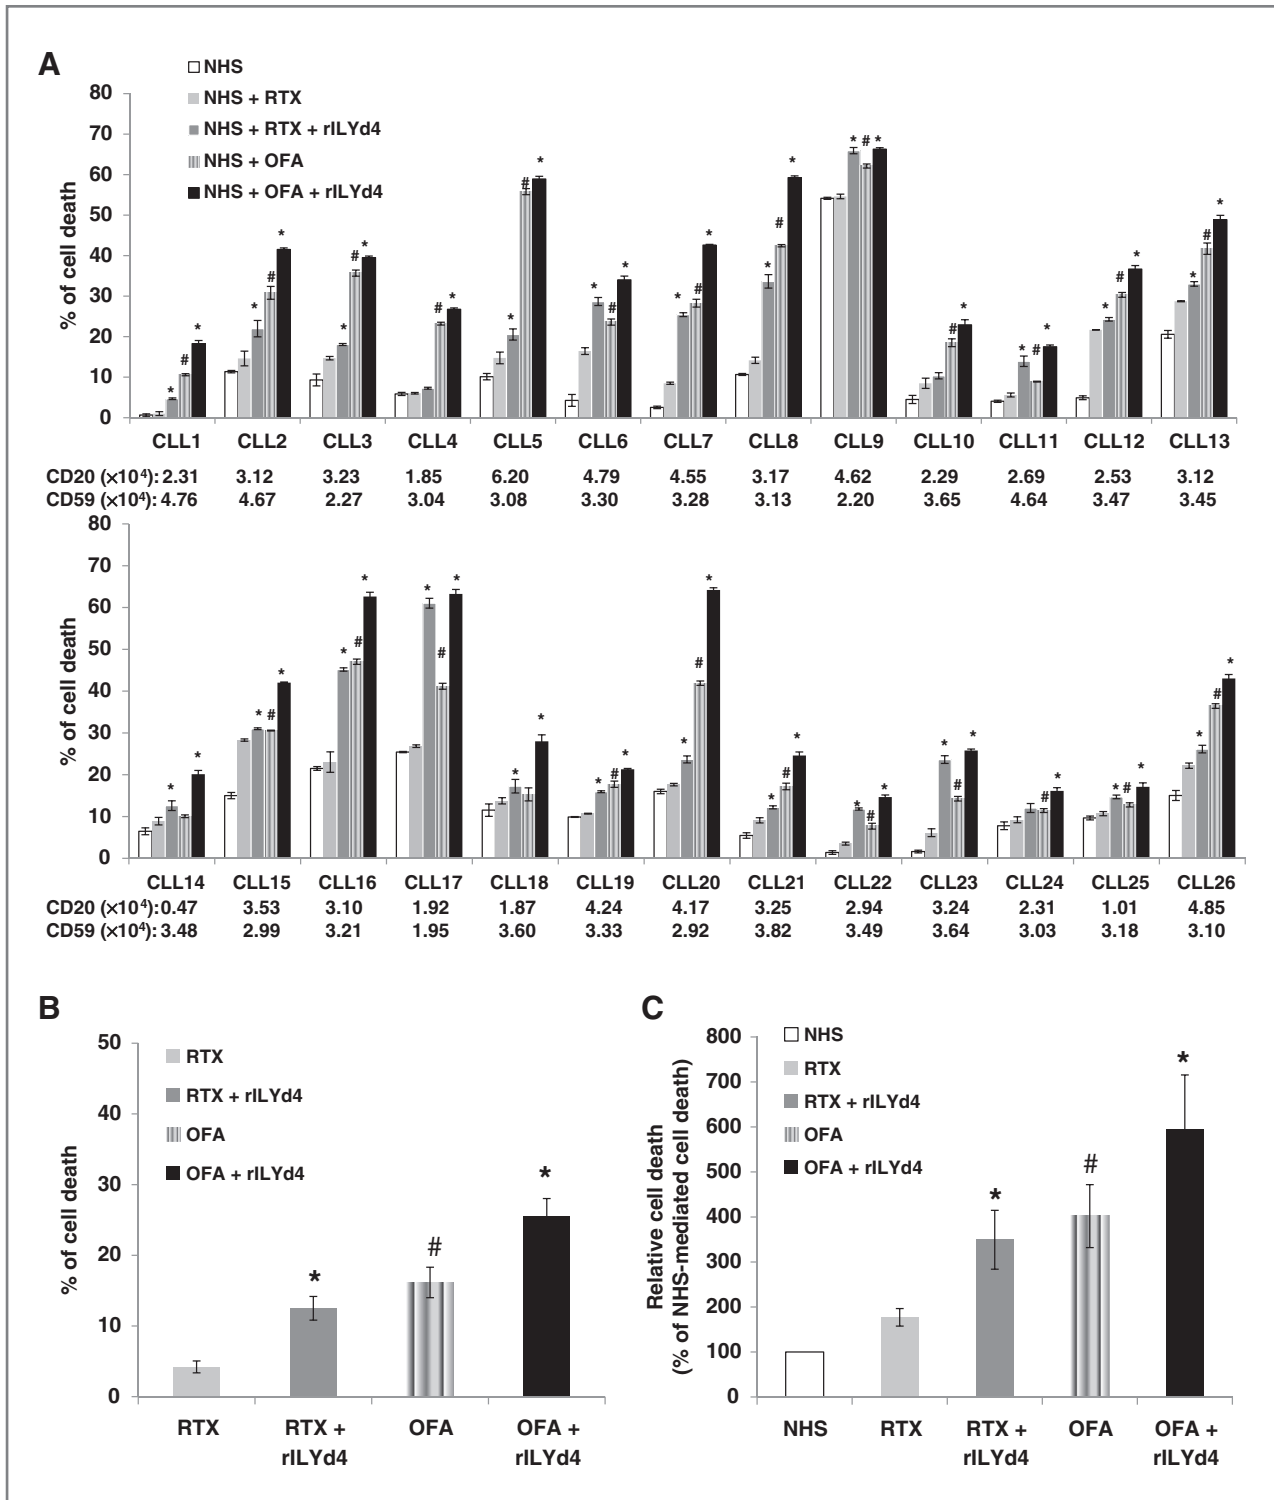 A
NHS
NHS + RTX
NHS + RTX + rILYd4
NHS + OFA
NHS + OFA + rILYd4
% of cell death
80
70
60
50
40
30
20
10
0
* # *
* # *
* # *
# *
* # *
* # *
* # *
* # *
* # *
# *
* # *
* # *
* # *
CLL1 CLL2 CLL3 CLL4 CLL5 CLL6 CLL7 CLL8 CLL9 CLL10 CLL11 CLL12 CLL13
CD20 (×10⁴): 2.31 3.12 3.23 1.85 6.20 4.79 4.55 3.17 4.62 2.29 2.69 2.53 3.12
CD59 (×10⁴): 4.76 4.67 2.27 3.04 3.08 3.30 3.28 3.13 2.20 3.65 4.64 3.47 3.45
% of cell death
80
70
60
50
40
30
20
10
0
* *
* # *
* # *
* # *
* *
* # *
* # *
* # *
* # *
* # *
# *
* # *
* # *
CLL14 CLL15 CLL16 CLL17 CLL18 CLL19 CLL20 CLL21 CLL22 CLL23 CLL24 CLL25 CLL26
CD20 (×10⁴): 0.47 3.53 3.10 1.92 1.87 4.24 4.17 3.25 2.94 3.24 2.31 1.01 4.85
CD59 (×10⁴): 3.48 2.99 3.21 1.95 3.60 3.33 2.92 3.82 3.49 3.64 3.03 3.18 3.10
B
RTX
RTX + rILYd4
OFA
OFA + rILYd4
% of cell death
50
40
30
20
10
0
* # *
RTX RTX + OFA OFA +
rILYd4 rILYd4
C
NHS
RTX
RTX + rILYd4
OFA
OFA + rILYd4
Relative cell death
(% of NHS-mediated cell death)
800
700
600
500
400
300
200
100
0
* # *
NHS RTX RTX + OFA OFA +
rILYd4 rILYd4